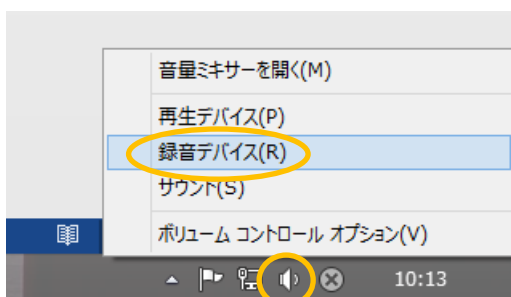 音量ミキサーを開く(M)
再生デバイス(P)
録音デバイス(R)
サウンド(S)
ボリューム コントロール オプション(V)
10:13